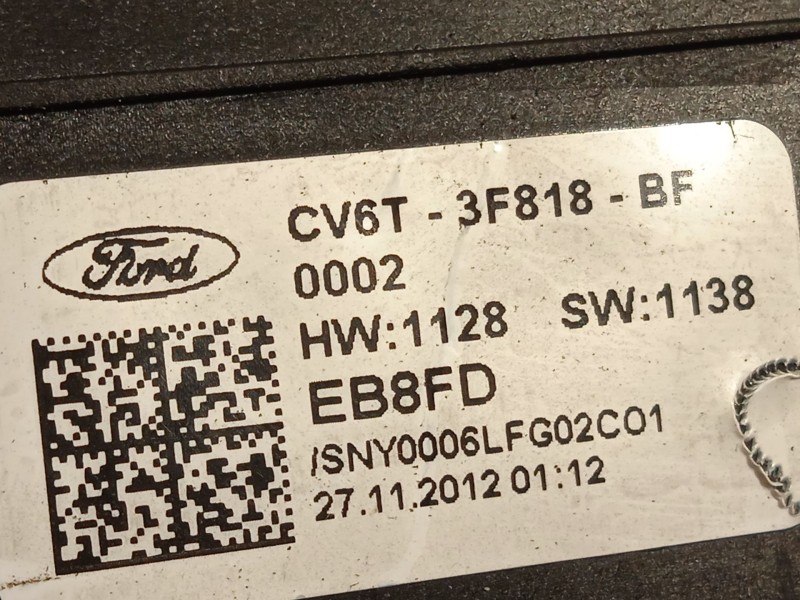 Ford
CV6T - 3F818 - BF
0002
HW:1128 SW:1138
EB8FD
/SNY0006LFG02C01
27.11.2012 01:12